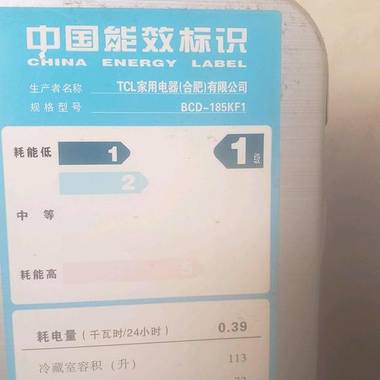 中国能效标识
CHINA ENERGY LABEL
生产者名称 TCL家用电器(合肥)有限公司
规格型号 BCD-185KF1
耗能低 1 1级
2
中等
耗能高
耗电量(千瓦时/24小时) 0.39
冷藏室容积(升) 113